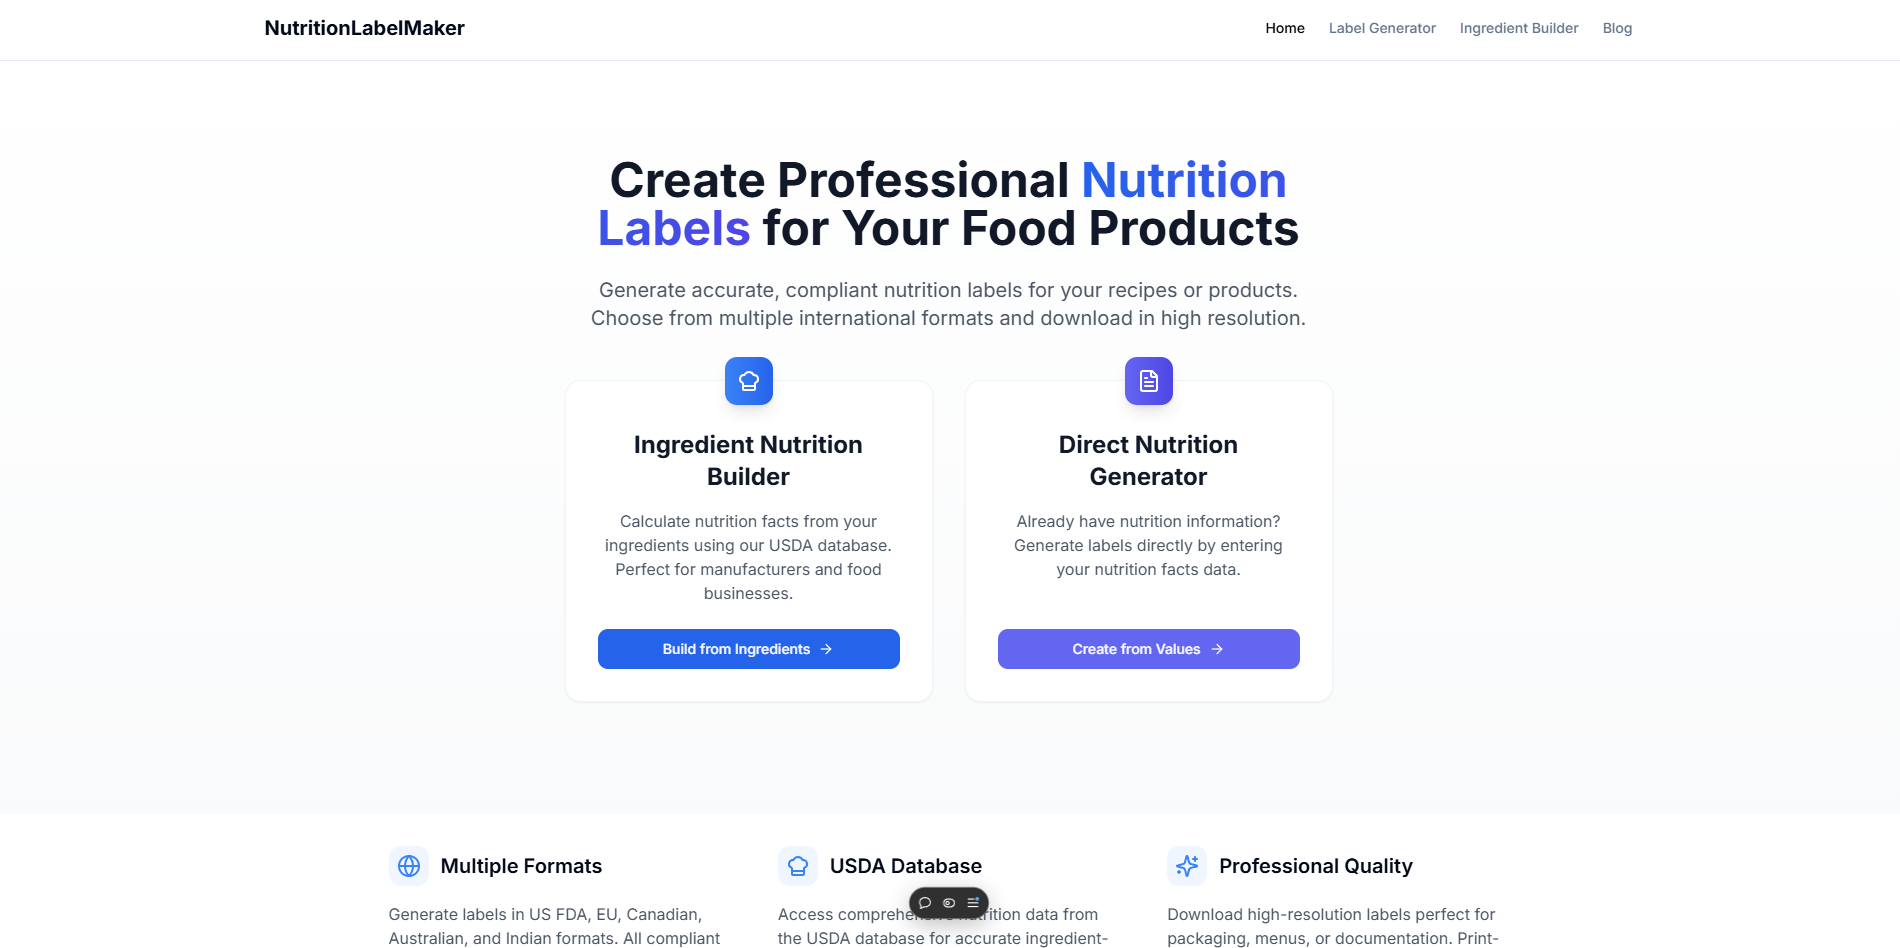 NutritionLabelMaker
Home Label Generator Ingredient Builder Blog
Create Professional Nutrition
Labels for Your Food Products
Generate accurate, compliant nutrition labels for your recipes or products.
Choose from multiple international formats and download in high resolution.
Ingredient Nutrition
Builder
Calculate nutrition facts from your
ingredients using our USDA database.
Perfect for manufacturers and food
businesses.
Build from Ingredients
Direct Nutrition
Generator
Already have nutrition information?
Generate labels directly by entering
your nutrition facts data.
Create from Values
Multiple Formats
Generate labels in US FDA, EU, Canadian,
Australian, and Indian formats. All compliant
USDA Database
Access comprehensive nutrition data from
the USDA database for accurate ingredient-
Professional Quality
Download high-resolution labels perfect for
packaging, menus, or documentation. Print-